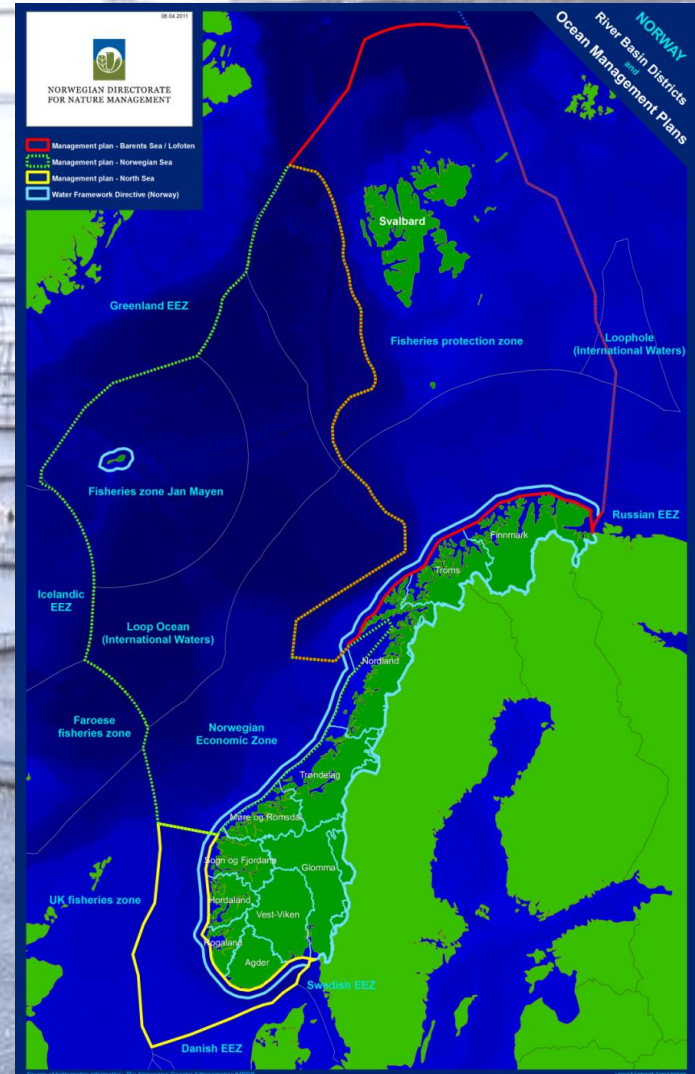 08.04.2011
NORWEGIAN DIRECTORATE
FOR NATURE MANAGEMENT
Management plan - Barents Sea / Lofoten
Management plan - Norwegian Sea
Management plan - North Sea
Water Framework Directive (Norway)
NORWAY
River Basin Districts
and
Ocean Management Plans
Svalbard
Greenland EEZ
Fisheries protection zone
Loophole
(International Waters)
Fisheries zone Jan Mayen
Russian EEZ
Finnmark
Troms
Icelandic
EEZ
Loop Ocean
(International Waters)
Nordland
Faroese
fisheries zone
Norwegian
Economic Zone
Trøndelag
Møre og Romsdal
Sogn og Fjordane
Glomma
UK fisheries zone
Hordaland
Vest-Viken
Rogaland
Agder
Swedish EEZ
Danish EEZ